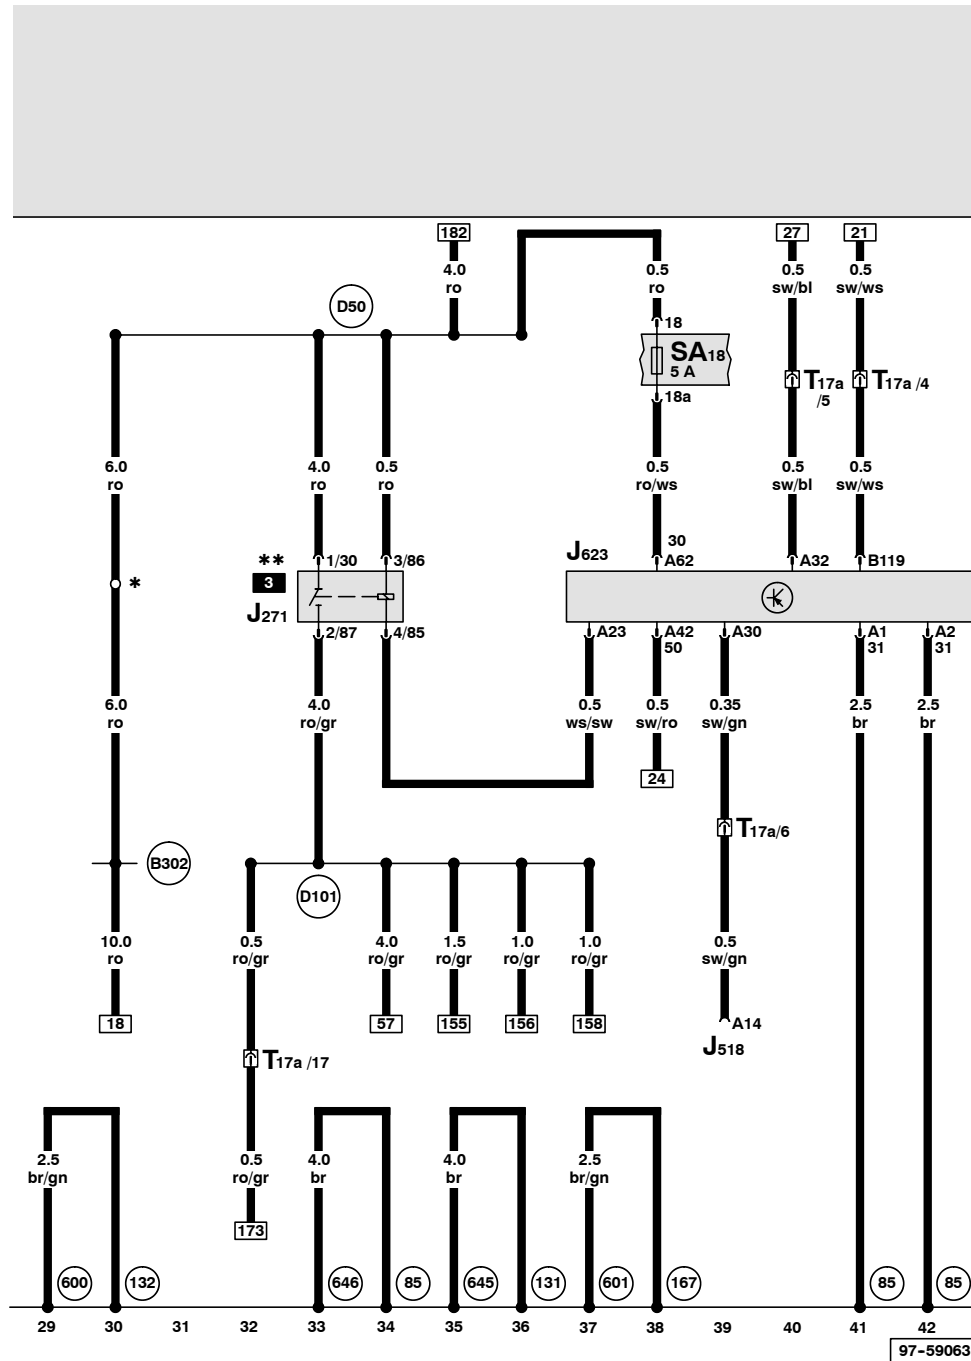 182 27 21
4.0 0.5 0.5 0.5
ro ro sw/bl sw/ws
D50
18
SA18
5 A
18a
T17a /5
T17a /4
6.0 4.0 0.5 0.5 0.5 0.5
ro ro ro ro/ws sw/bl sw/ws
30
** 1/30 3/86 J623 A62 A32 B119
* 3
J271
2/87 4/85 A23 A42 A30 A1 A2
50 31 31
6.0 4.0 0.5 0.5 0.35 2.5 2.5
ro ro/gr ws/sw sw/ro sw/gn br br
24
T17a/6
B302
D101
10.0 0.5 4.0 1.5 1.0 1.0 0.5
ro ro/gr ro/gr ro/gr ro/gr ro/gr sw/gn
18 57 155 156 158 A14
J518
T17a /17
2.5 0.5 4.0 4.0 2.5
br/gn ro/gr br br br/gn
173
600 132 646 85 645 131 601 167 85 85
29 30 31 32 33 34 35 36 37 38 39 40 41 42
97-59063